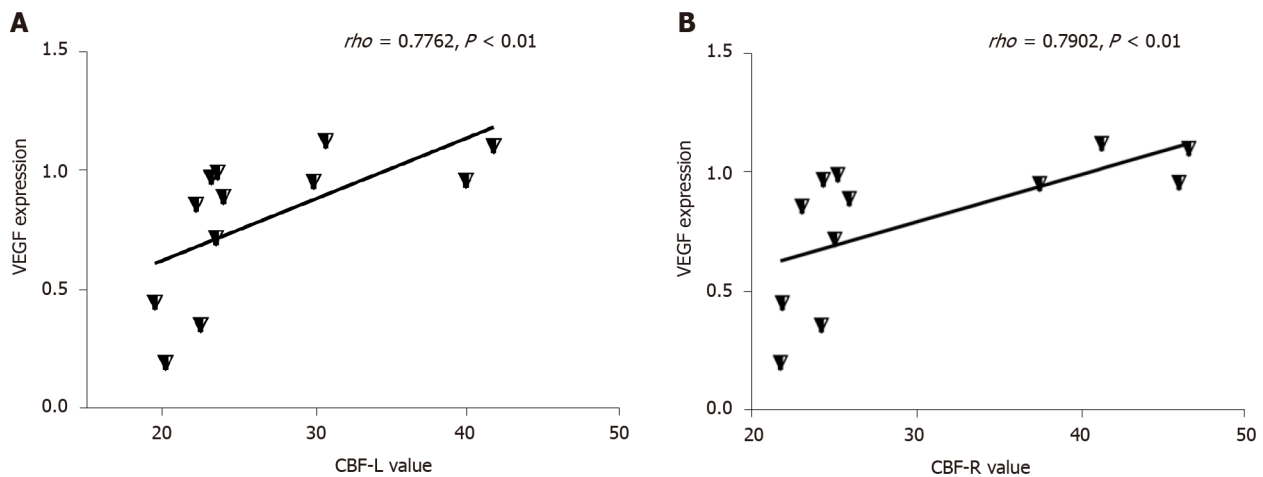 A
rho = 0.7762, P < 0.01
1.5
1.0
0.5
0.0
VEGF expression
20 30 40 50
CBF-L value
B
rho = 0.7902, P < 0.01
1.5
1.0
0.5
0.0
VEGF expression
20 30 40 50
CBF-R value